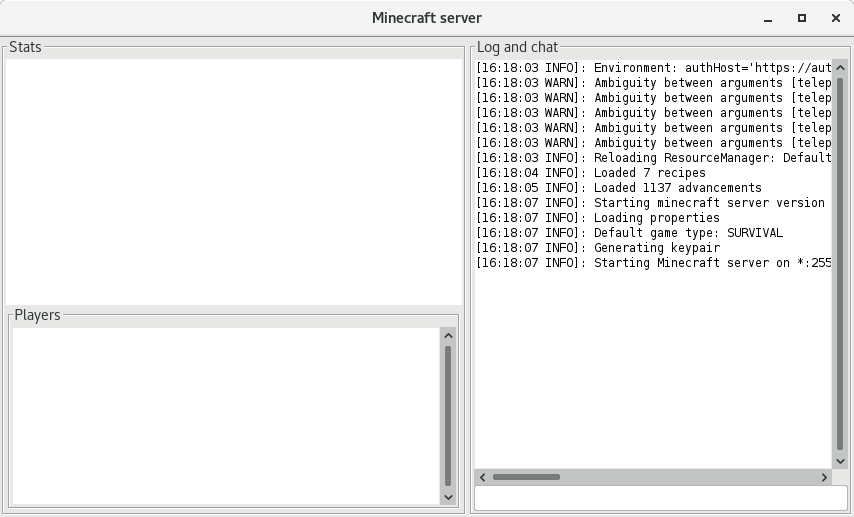 Minecraft server
Stats
Players
Log and chat
[16:18:03 INFO]: Environment: authHost='https://aut
[16:18:03 WARN]: Ambiguity between arguments [telep
[16:18:03 WARN]: Ambiguity between arguments [telep
[16:18:03 WARN]: Ambiguity between arguments [telep
[16:18:03 WARN]: Ambiguity between arguments [telep
[16:18:03 WARN]: Ambiguity between arguments [telep
[16:18:03 INFO]: Reloading ResourceManager: Default
[16:18:04 INFO]: Loaded 7 recipes
[16:18:05 INFO]: Loaded 1137 advancements
[16:18:07 INFO]: Starting minecraft server version
[16:18:07 INFO]: Loading properties
[16:18:07 INFO]: Default game type: SURVIVAL
[16:18:07 INFO]: Generating keypair
[16:18:07 INFO]: Starting Minecraft server on *:255